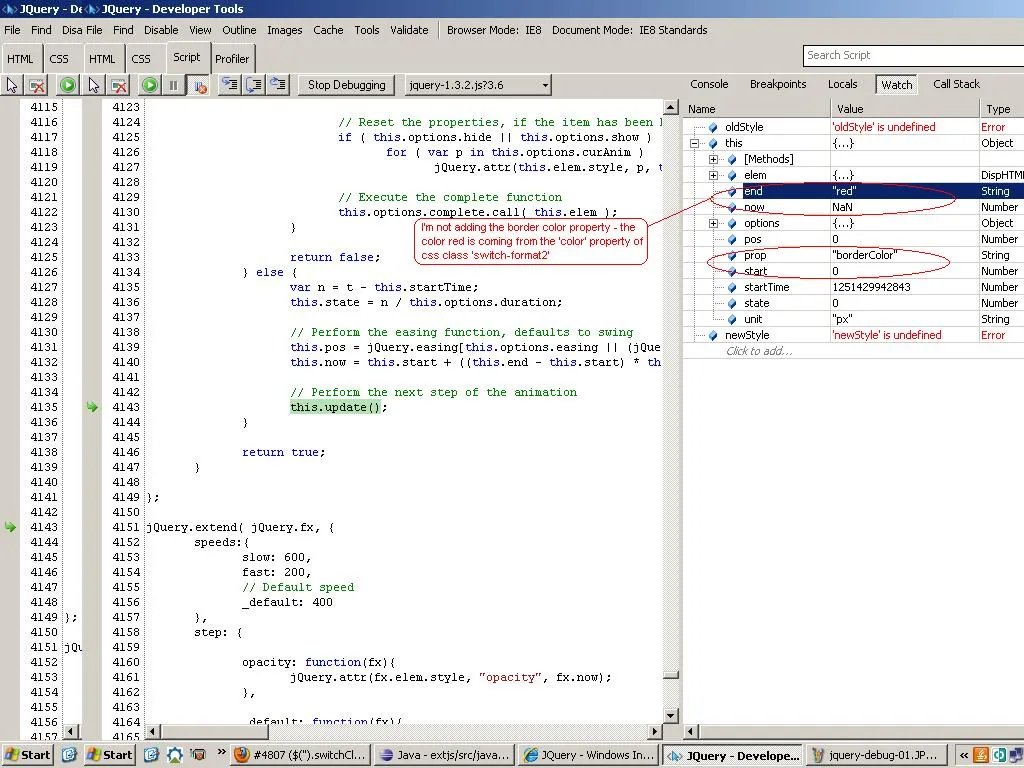 JQuery - De
JQuery - Developer Tools
File Find Disa File Find Disable View Outline Images Cache Tools Validate Browser Mode: IE8 Document Mode: IE8 Standards
HTML CSS HTML CSS Script Profiler
Search Script
Stop Debugging jquery-1.3.2.js?3.6
Console Breakpoints Locals Watch Call Stack
Name Value Type
4115 4123
4116 4124 // Reset the properties, if the item has been
4117 4125 if ( this.options.hide || this.options.show )
4118 4126 for ( var p in this.options.curAnim )
4119 4127 jQuery.attr(this.elem.style, p,
4120 4128
4121 4129 // Execute the complete function
4122 4130 this.options.complete.call( this.elem );
4123 4131 }
4124 4132
4125 4133 return false;
4126 4134 } else {
4127 4135 var n = t - this.startTime;
4128 4136 this.state = n / this.options.duration;
4129 4137
4130 4138 // Perform the easing function, defaults to swing
4131 4139 this.pos = jQuery.easing[this.options.easing || (jQue
4132 4140 this.now = this.start + ((this.end - this.start) * th
4133 4141
4134 4142 // Perform the next step of the animation
4135 4143 this.update();
4136 4144 }
4137 4145
4138 4146 return true;
4139 4147 }
4140 4148
4141 4149 };
4142 4150
4143 4151 jQuery.extend( jQuery.fx, {
4144 4152 speeds:{
4145 4153 slow: 600,
4146 4154 fast: 200,
4147 4155 // Default speed
4148 4156 _default: 400
4149 }; 4157 },
4150 4158 step: {
4151 jQu 4159
4152 4160 opacity: function(fx){
4153 4161 jQuery.attr(fx.elem.style, "opacity", fx.now);
4154 4162 },
4155 4163
4156 4164 _default: function(fx){
4157 4165
I'm not adding the border color property - the
color red is coming from the 'color' property of
css class 'switch-format2'
oldStyle 'oldStyle' is undefined Error
this {...} Object
[Methods]
elem {...} DispHTM
end "red" String
now NaN Number
options {...} Object
pos 0 Number
prop "borderColor" String
start 0 Number
startTime 1251429942843 Number
state 0 Number
unit "px" String
newStyle 'newStyle' is undefined Error
Click to add...
Start Start » #4807 ($('').switchCl... Java - extjs/src/java... JQuery - Windows In... JQuery - Develope... jquery-debug-01.JP... «